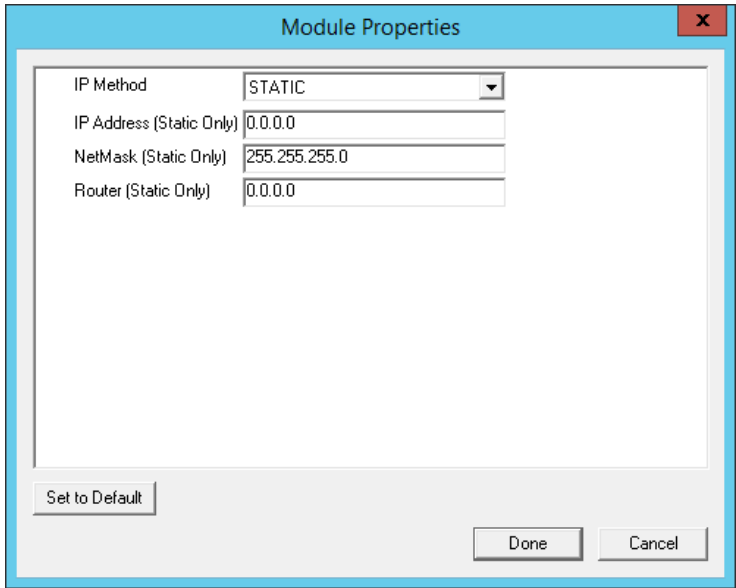 Module Properties
x
IP Method STATIC
IP Address (Static Only) 0.0.0.0
NetMask (Static Only) 255.255.255.0
Router (Static Only) 0.0.0.0
Set to Default
Done Cancel